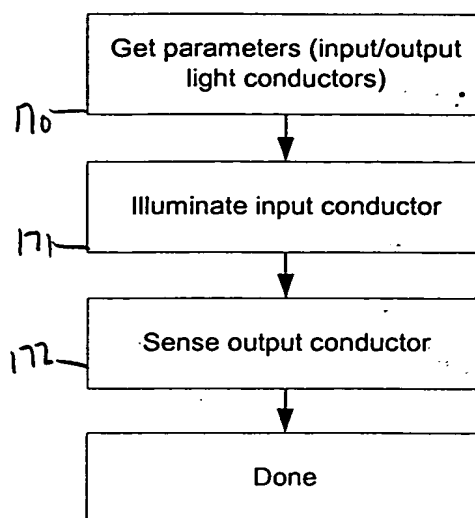 Get parameters (input/output
light conductors)
170
Illuminate input conductor
171
Sense output conductor
172
Done